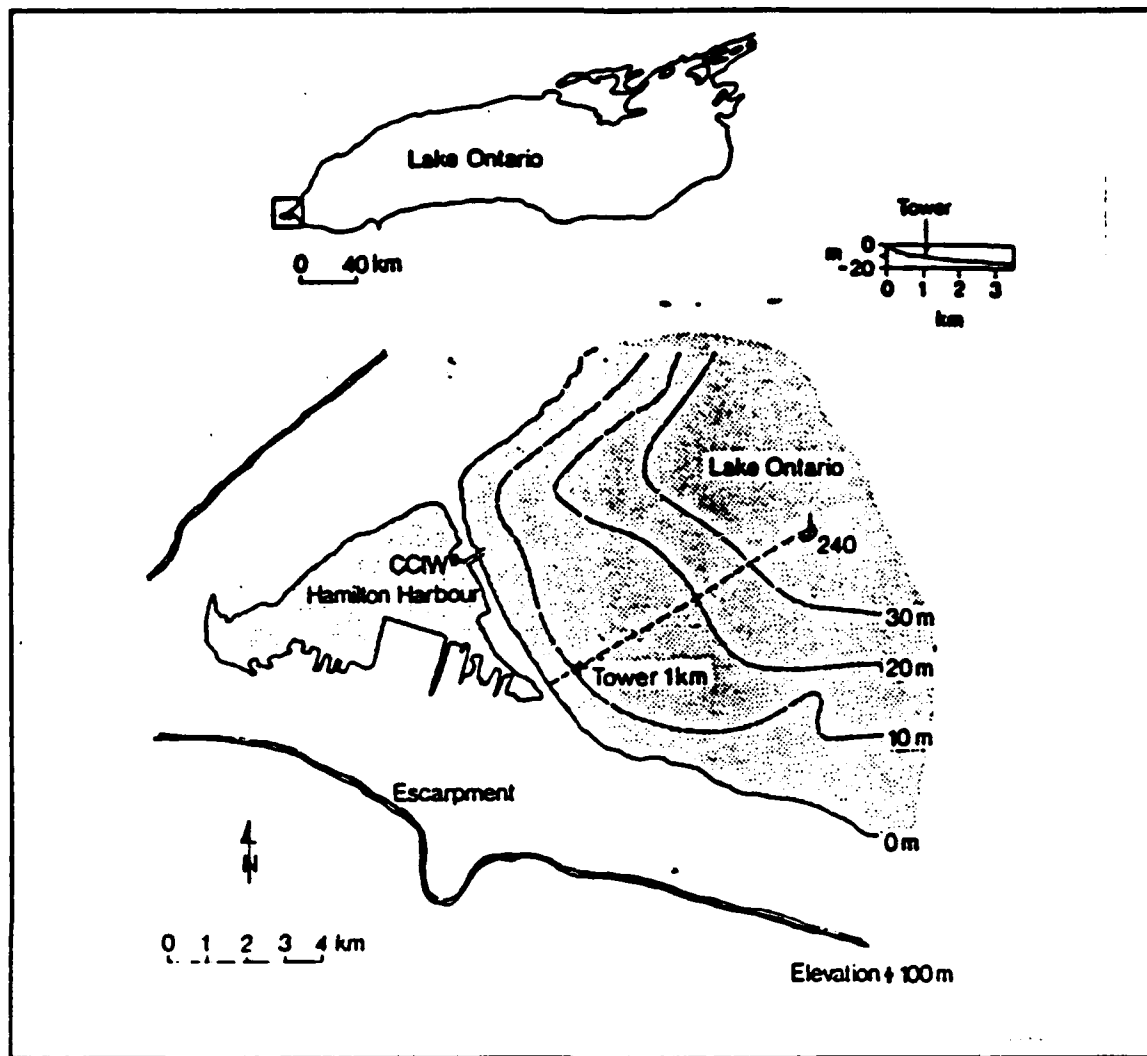 Lake Ontario
0 40 km
Tower
0
m
-20
0 1 2 3
km
Lake Ontario
240
CCIW
Hamilton Harbour
30 m
Tower 1km
20 m
10 m
Escarpment
0 m
N
0 1 2 3 4 km
Elevation + 100 m